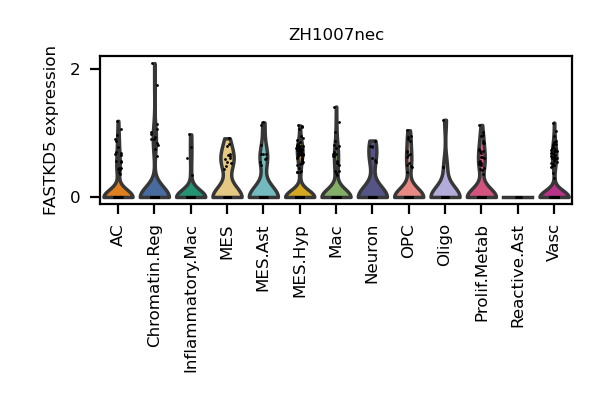 ZH1007nec
FASTKD5 expression
2
0
AC
Chromatin.Reg
Inflammatory.Mac
MES
MES.Ast
MES.Hyp
Mac
Neuron
OPC
Oligo
Prolif.Metab
Reactive.Ast
Vasc